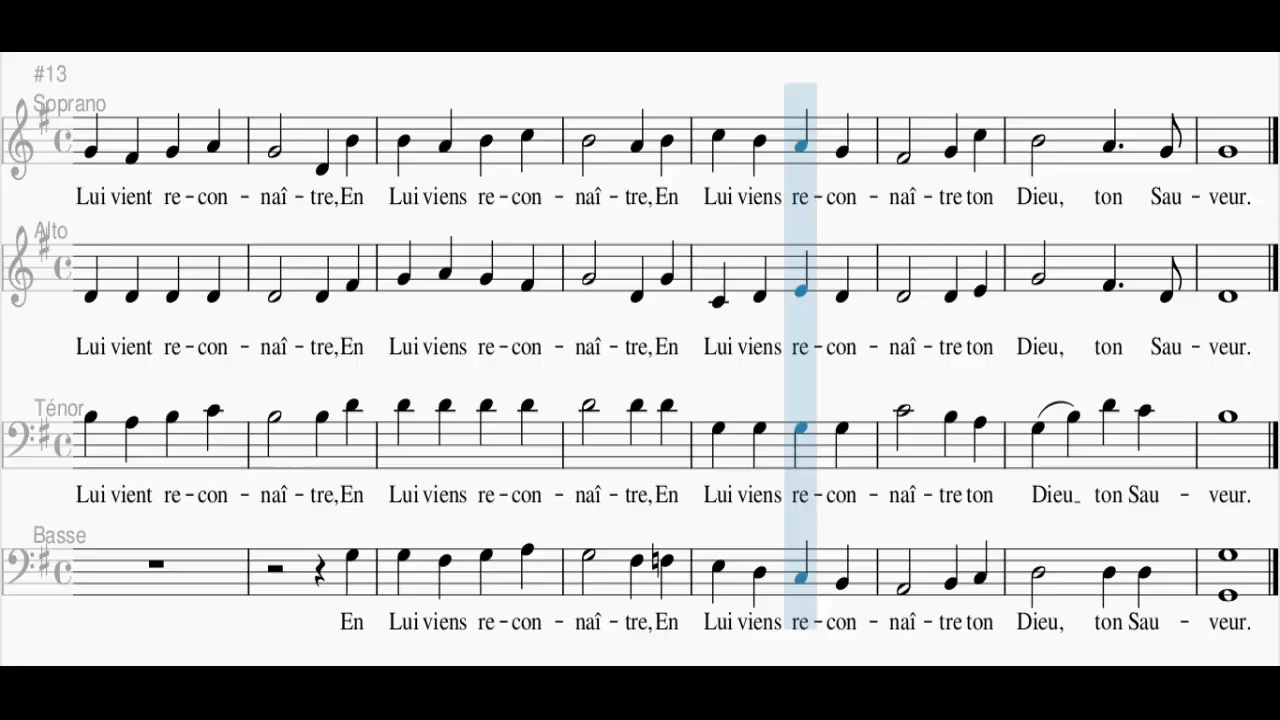 #13
Soprano
Lui vient re - con - naî - tre, En Lui viens re - con - naî - tre, En Lui viens re - con - naî - tre ton Dieu, ton Sau - veur.
Alto
Lui vient re - con - naî - tre, En Lui viens re - con - naî - tre, En Lui viens re - con - naî - tre ton Dieu, ton Sau - veur.
Ténor
Lui vient re - con - naî - tre, En Lui viens re - con - naî - tre, En Lui viens re - con - naî - tre ton Dieu_ ton Sau - veur.
Basse
En Lui viens re - con - naî - tre, En Lui viens re - con - naî - tre ton Dieu, ton Sau - veur.